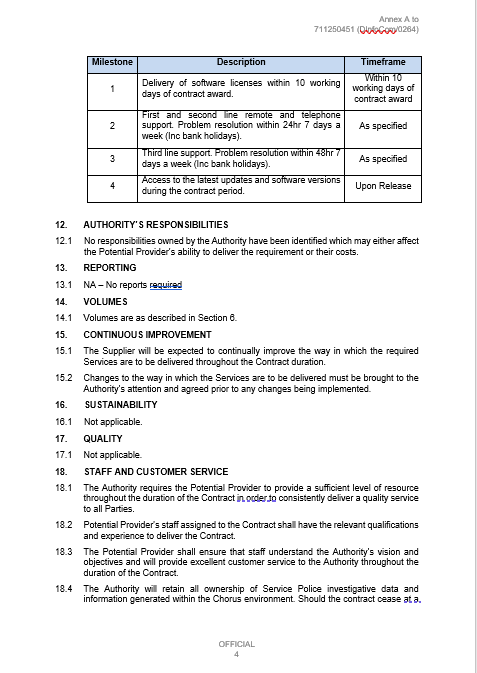 Annex A to
711250451 (DinfoCom/0264)
Milestone Description Timeframe
1
Delivery of software licenses within 10 working
days of contract award.
Within 10
working days of
contract award
2
First and second line remote and telephone
support. Problem resolution within 24hr 7 days a
week (Inc bank holidays).
As specified
3
Third line support. Problem resolution within 48hr 7
days a week (Inc bank holidays).
As specified
4
Access to the latest updates and software versions
during the contract period.
Upon Release
12. AUTHORITY'S RESPONSIBILITIES
12.1 No responsibilities owned by the Authority have been identified which may either affect
the Potential Provider's ability to deliver the requirement or their costs.
13. REPORTING
13.1 NA – No reports required
14. VOLUMES
14.1 Volumes are as described in Section 6.
15. CONTINUOUS IMPROVEMENT
15.1 The Supplier will be expected to continually improve the way in which the required
Services are to be delivered throughout the Contract duration.
15.2 Changes to the way in which the Services are to be delivered must be brought to the
Authority's attention and agreed prior to any changes being implemented.
16. SUSTAINABILITY
16.1 Not applicable.
17. QUALITY
17.1 Not applicable.
18. STAFF AND CUSTOMER SERVICE
18.1 The Authority requires the Potential Provider to provide a sufficient level of resource
throughout the duration of the Contract in order to consistently deliver a quality service
to all Parties.
18.2 Potential Provider's staff assigned to the Contract shall have the relevant qualifications
and experience to deliver the Contract.
18.3 The Potential Provider shall ensure that staff understand the Authority's vision and
objectives and will provide excellent customer service to the Authority throughout the
duration of the Contract.
18.4 The Authority will retain all ownership of Service Police investigative data and
information generated within the Chorus environment. Should the contract cease at a
OFFICIAL
4